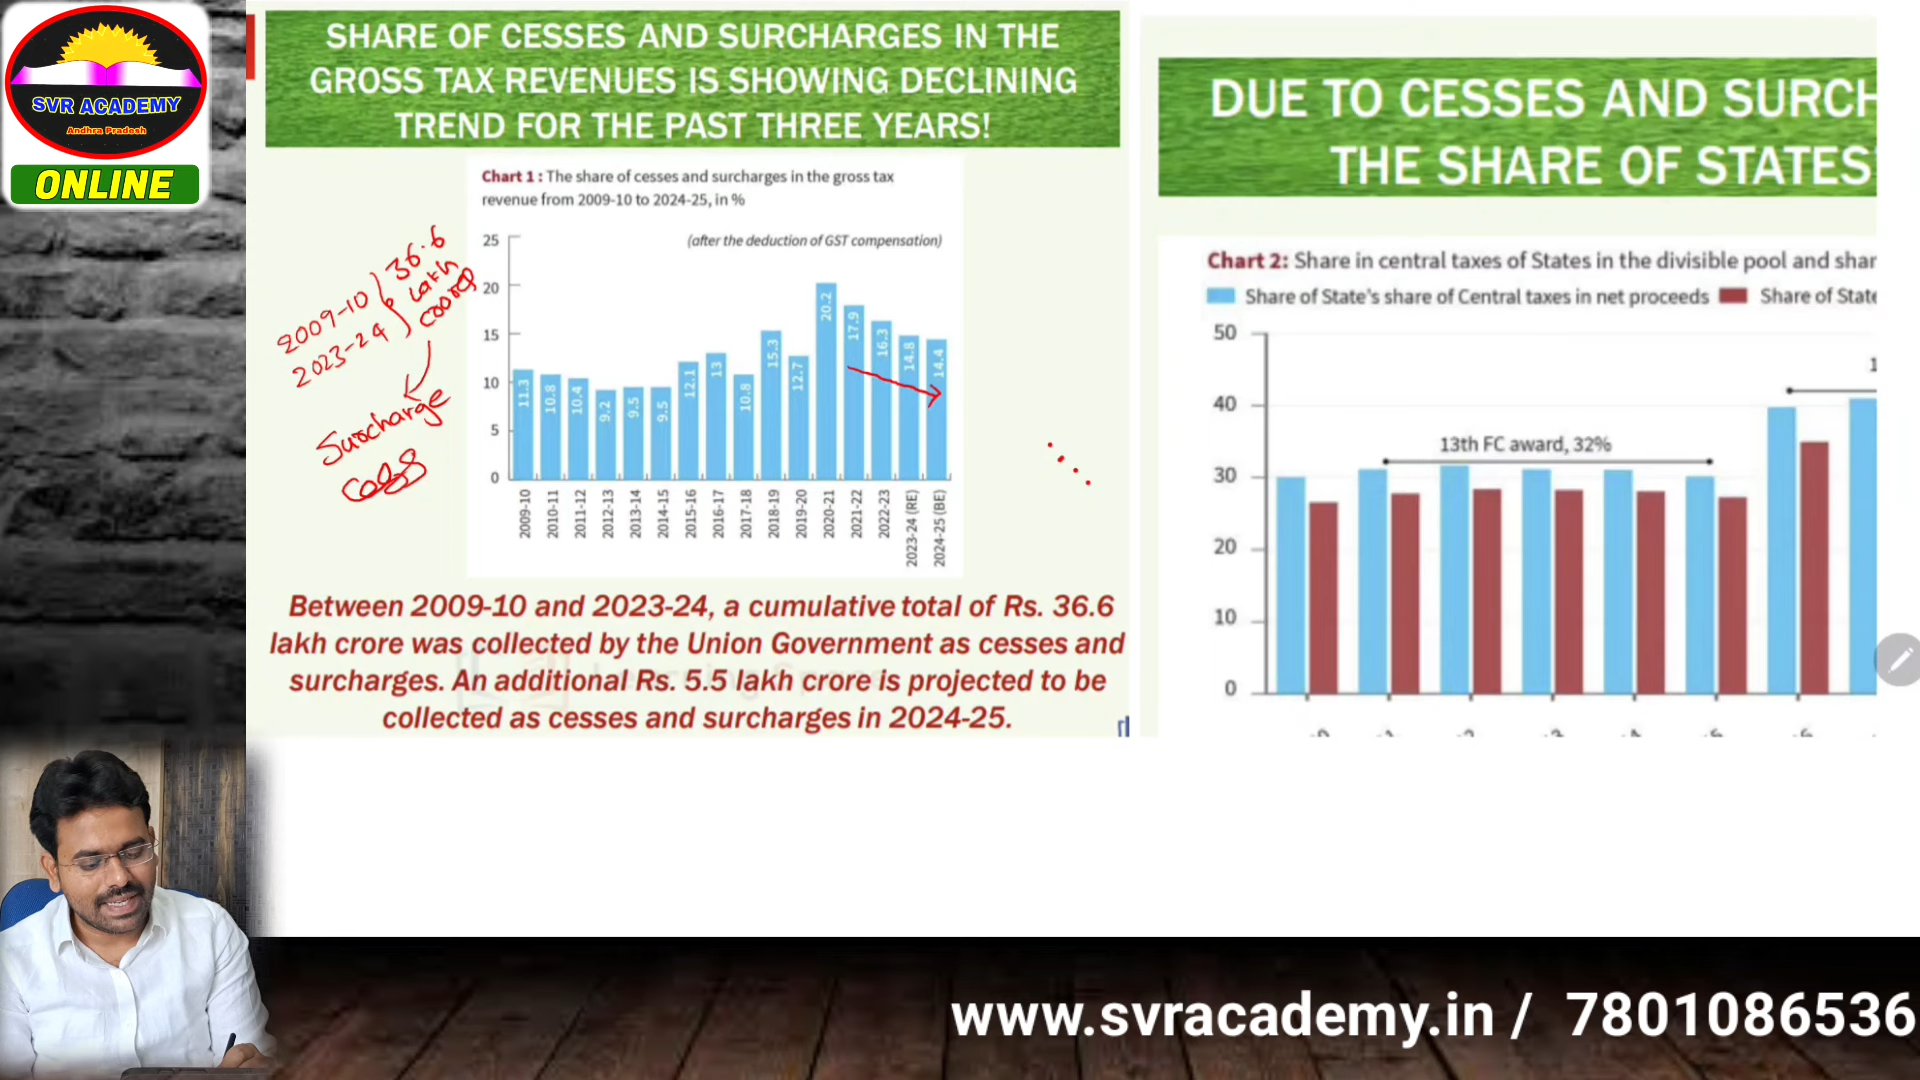 SVR ACADEMY
Andhra Pradesh
ONLINE
SHARE OF CESSES AND SURCHARGES IN THE
GROSS TAX REVENUES IS SHOWING DECLINING
TREND FOR THE PAST THREE YEARS!
Chart 1 : The share of cesses and surcharges in the gross tax
revenue from 2009-10 to 2024-25, in %
(after the deduction of GST compensation)
25
20
15
10
5
0
11.3
10.8
10.4
9.2
9.5
9.5
12.1
13
10.8
15.3
12.7
20.2
17.9
16.3
14.8
14.4
2009-10
2010-11
2011-12
2012-13
2013-14
2014-15
2015-16
2016-17
2017-18
2018-19
2019-20
2020-21
2021-22
2022-23
2023-24 (RE)
2024-25 (BE)
2009-10
2023-24
36.6
lakh
Surcharge
Between 2009-10 and 2023-24, a cumulative total of Rs. 36.6
lakh crore was collected by the Union Government as cesses and
surcharges. An additional Rs. 5.5 lakh crore is projected to be
collected as cesses and surcharges in 2024-25.
DUE TO CESSES AND SURCH
THE SHARE OF STATES
Chart 2: Share in central taxes of States in the divisible pool and shar
Share of State's share of Central taxes in net proceeds
Share of State
50
40
30
20
10
0
13th FC award, 32%
1
www.svracademy.in / 7801086536